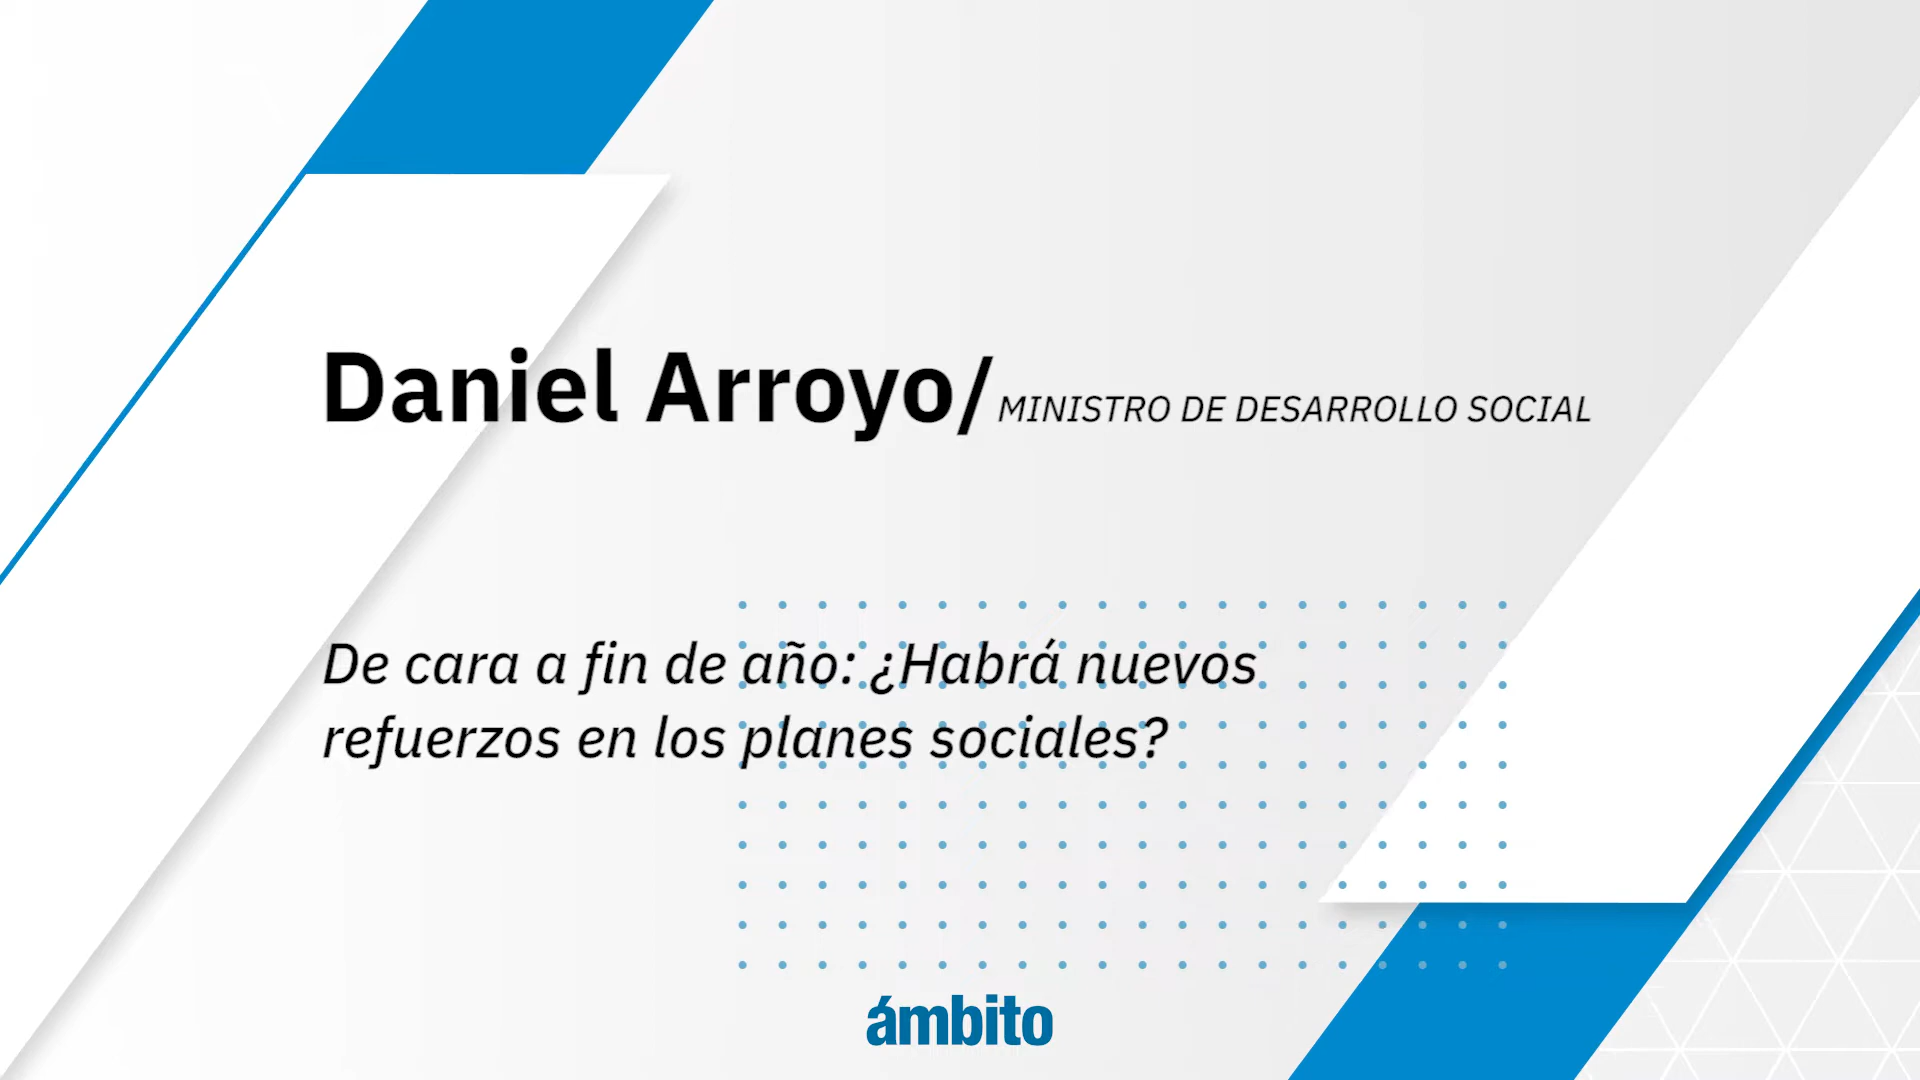 Daniel Arroyo/ MINISTRO DE DESARROLLO SOCIAL
De cara a fin de año: ¿Habrá nuevos
refuerzos en los planes sociales?
ámbito